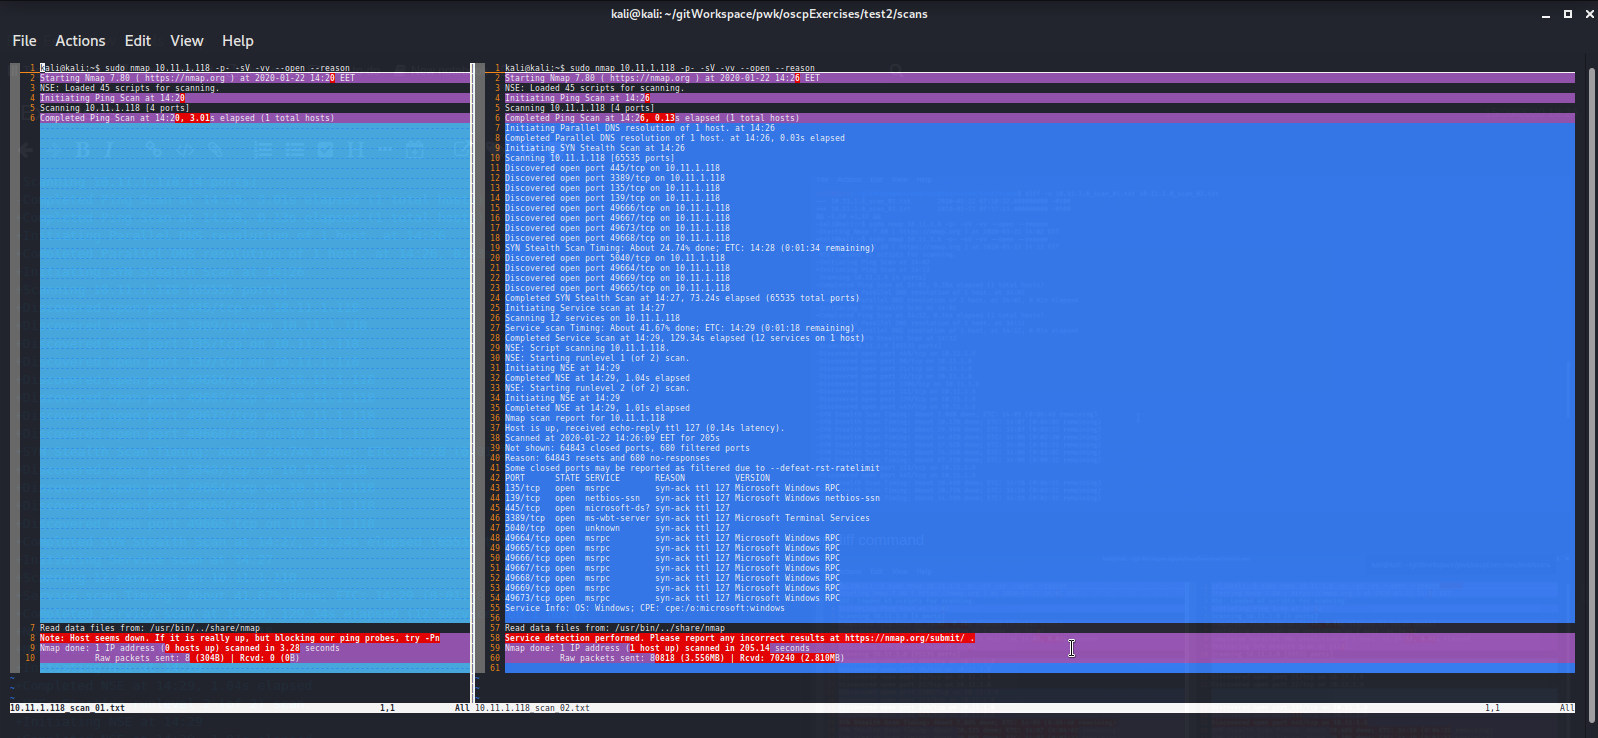 kali@kali: ~/gitWorkspace/pwk/oscpExercises/test2/scans
File Actions Edit View Help
1 kali@kali:~$ sudo nmap 10.11.1.118 -p- -sV -vv --open --reason
2 Starting Nmap 7.80 ( https://nmap.org ) at 2020-01-22 14:20 EET
3 NSE: Loaded 45 scripts for scanning.
4 Initiating Ping Scan at 14:20
5 Scanning 10.11.1.118 [4 ports]
6 Completed Ping Scan at 14:20, 3.01s elapsed (1 total hosts)
7 Read data files from: /usr/bin/../share/nmap
8 Note: Host seems down. If it is really up, but blocking our ping probes, try -Pn
9 Nmap done: 1 IP address (0 hosts up) scanned in 3.28 seconds
10 Raw packets sent: 8 (304B) | Rcvd: 0 (0B)
~
~
~
10.11.1.118_scan_01.txt 1,1 All
1 kali@kali:~$ sudo nmap 10.11.1.118 -p- -sV -vv --open --reason
2 Starting Nmap 7.80 ( https://nmap.org ) at 2020-01-22 14:26 EET
3 NSE: Loaded 45 scripts for scanning.
4 Initiating Ping Scan at 14:26
5 Scanning 10.11.1.118 [4 ports]
6 Completed Ping Scan at 14:26, 0.13s elapsed (1 total hosts)
7 Initiating Parallel DNS resolution of 1 host. at 14:26
8 Completed Parallel DNS resolution of 1 host. at 14:26, 0.03s elapsed
9 Initiating SYN Stealth Scan at 14:26
10 Scanning 10.11.1.118 [65535 ports]
11 Discovered open port 445/tcp on 10.11.1.118
12 Discovered open port 3389/tcp on 10.11.1.118
13 Discovered open port 135/tcp on 10.11.1.118
14 Discovered open port 139/tcp on 10.11.1.118
15 Discovered open port 49666/tcp on 10.11.1.118
16 Discovered open port 49667/tcp on 10.11.1.118
17 Discovered open port 49673/tcp on 10.11.1.118
18 Discovered open port 49668/tcp on 10.11.1.118
19 SYN Stealth Scan Timing: About 24.74% done; ETC: 14:28 (0:01:34 remaining)
20 Discovered open port 5040/tcp on 10.11.1.118
21 Discovered open port 49664/tcp on 10.11.1.118
22 Discovered open port 49669/tcp on 10.11.1.118
23 Discovered open port 49665/tcp on 10.11.1.118
24 Completed SYN Stealth Scan at 14:27, 73.24s elapsed (65535 total ports)
25 Initiating Service scan at 14:27
26 Scanning 12 services on 10.11.1.118
27 Service scan Timing: About 41.67% done; ETC: 14:29 (0:01:18 remaining)
28 Completed Service scan at 14:29, 129.34s elapsed (12 services on 1 host)
29 NSE: Script scanning 10.11.1.118.
30 NSE: Starting runlevel 1 (of 2) scan.
31 Initiating NSE at 14:29
32 Completed NSE at 14:29, 1.04s elapsed
33 NSE: Starting runlevel 2 (of 2) scan.
34 Initiating NSE at 14:29
35 Completed NSE at 14:29, 1.01s elapsed
36 Nmap scan report for 10.11.1.118
37 Host is up, received echo-reply ttl 127 (0.14s latency).
38 Scanned at 2020-01-22 14:26:09 EET for 205s
39 Not shown: 64843 closed ports, 680 filtered ports
40 Reason: 64843 resets and 680 no-responses
41 Some closed ports may be reported as filtered due to --defeat-rst-ratelimit
42 PORT STATE SERVICE REASON VERSION
43 135/tcp open msrpc syn-ack ttl 127 Microsoft Windows RPC
44 139/tcp open netbios-ssn syn-ack ttl 127 Microsoft Windows netbios-ssn
45 445/tcp open microsoft-ds? syn-ack ttl 127
46 3389/tcp open ms-wbt-server syn-ack ttl 127 Microsoft Terminal Services
47 5040/tcp open unknown syn-ack ttl 127
48 49664/tcp open msrpc syn-ack ttl 127 Microsoft Windows RPC
49 49665/tcp open msrpc syn-ack ttl 127 Microsoft Windows RPC
50 49666/tcp open msrpc syn-ack ttl 127 Microsoft Windows RPC
51 49667/tcp open msrpc syn-ack ttl 127 Microsoft Windows RPC
52 49668/tcp open msrpc syn-ack ttl 127 Microsoft Windows RPC
53 49669/tcp open msrpc syn-ack ttl 127 Microsoft Windows RPC
54 49673/tcp open msrpc syn-ack ttl 127 Microsoft Windows RPC
55 Service Info: OS: Windows; CPE: cpe:/o:microsoft:windows
56
57 Read data files from: /usr/bin/../share/nmap
58 Service detection performed. Please report any incorrect results at https://nmap.org/submit/ .
59 Nmap done: 1 IP address (1 host up) scanned in 205.14 seconds
60 Raw packets sent: 80818 (3.556MB) | Rcvd: 70240 (2.810MB)
61
~
10.11.1.118_scan_02.txt 1,1 All